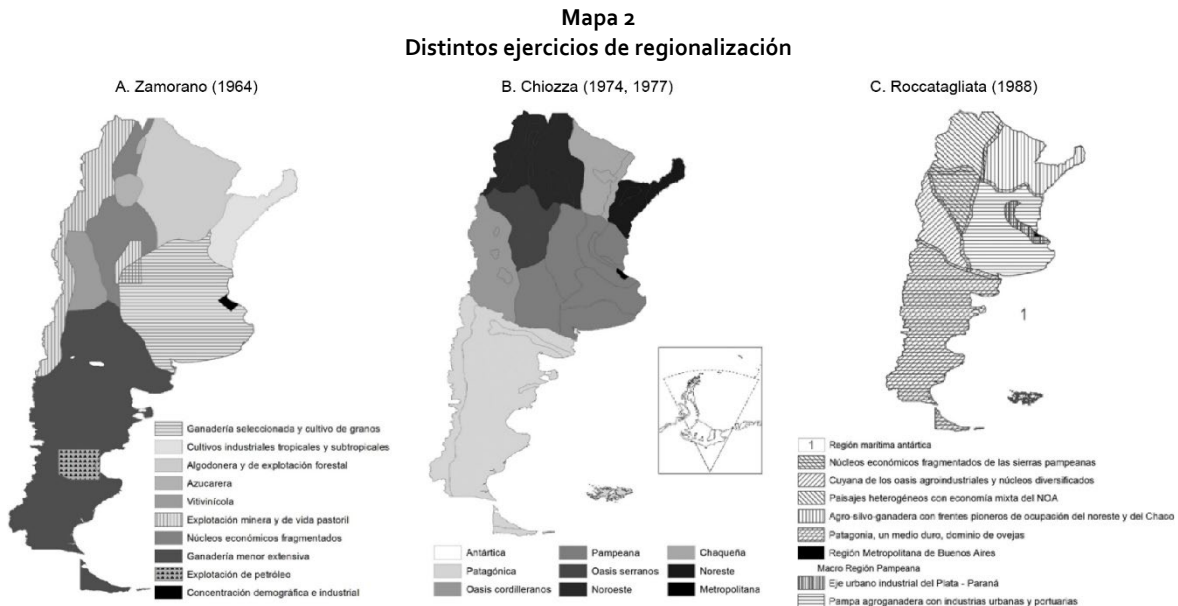 Mapa 2
Distintos ejercicios de regionalización
A. Zamorano (1964)
B. Chiozza (1974, 1977)
C. Roccatagliata (1988)
Ganadería seleccionada y cultivo de granos
Cultivos industriales tropicales y subtropicales
Algodonera y de explotación forestal
Azucarera
Vitivinícola
Explotación minera y de vida pastoril
Núcleos económicos fragmentados
Ganadería menor extensiva
Explotación de petróleo
Concentración demográfica e industrial
Antártica
Patagónica
Oasis cordilleranos
Pampeana
Oasis serranos
Noroeste
Chaqueña
Noreste
Metropolitana
1
1 Región marítima antártica
Núcleos económicos fragmentados de las sierras pampeanas
Cuyana de los oasis agroindustriales y núcleos diversificados
Paisajes heterogéneos con economía mixta del NOA
Agro-silvo-ganadera con frentes pioneros de ocupación del noreste y del Chaco
Patagonia, un medio duro, dominio de ovejas
Región Metropolitana de Buenos Aires
Macro Región Pampeana
Eje urbano industrial del Plata - Paraná
Pampa agroganadera con industrias urbanas y portuarias